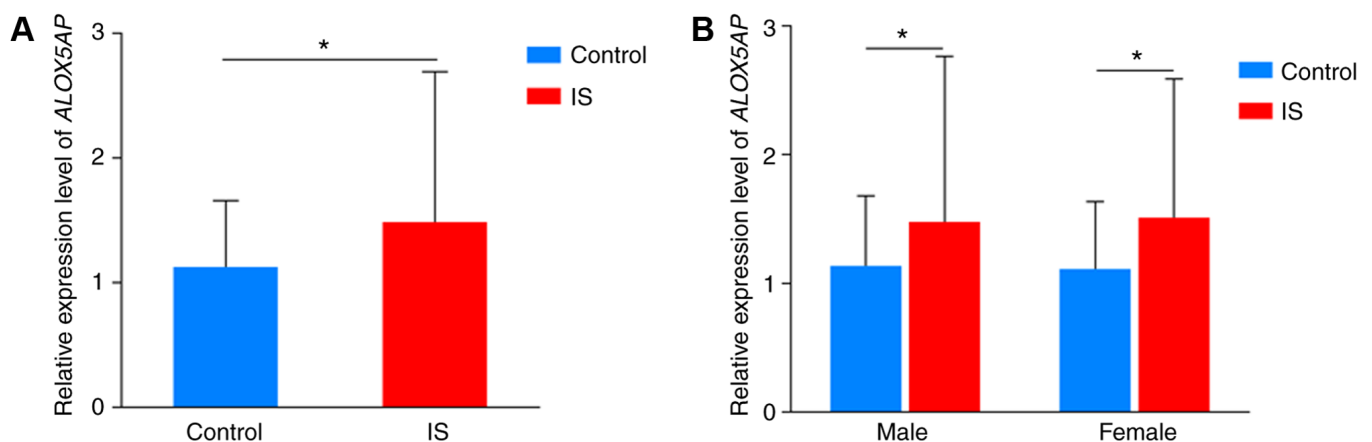 A
Relative expression level of ALOX5AP
3
2
1
0
*
Control
IS
Control
IS
B
Relative expression level of ALOX5AP
3
2
1
0
*
*
Control
IS
Male
Female